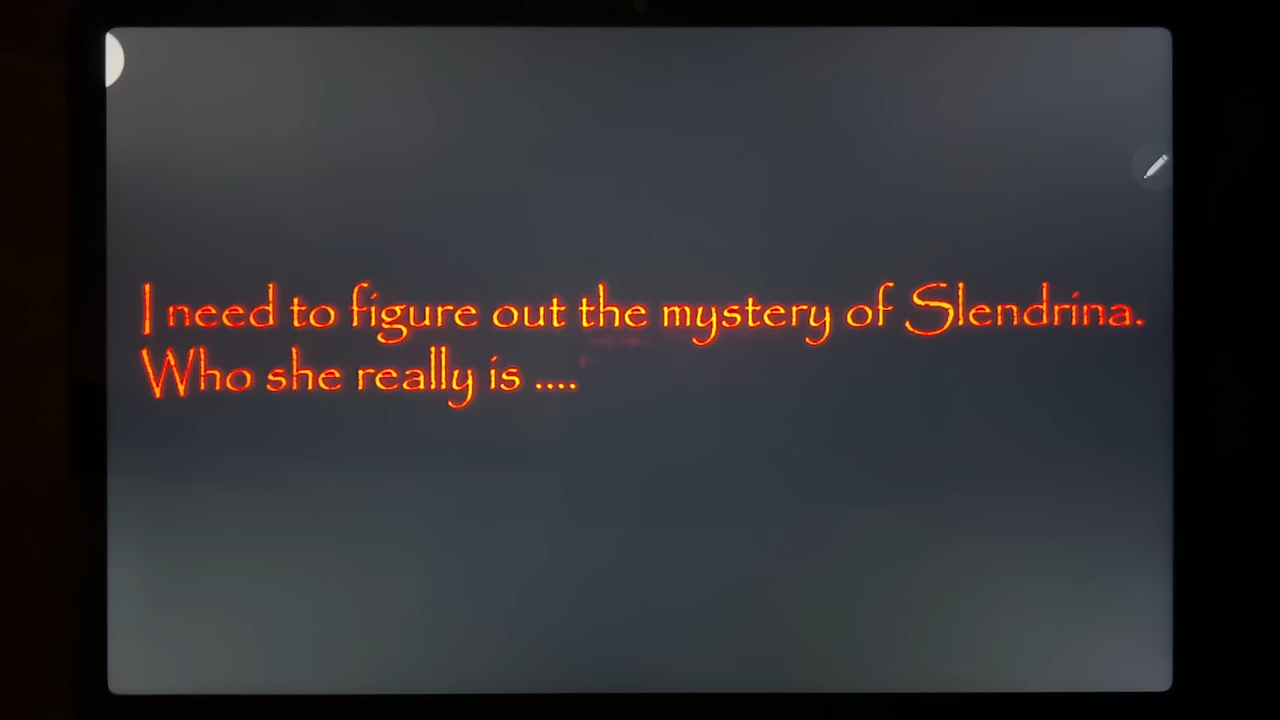 I need to figure out the mystery of Slendrina.
Who she really is ....